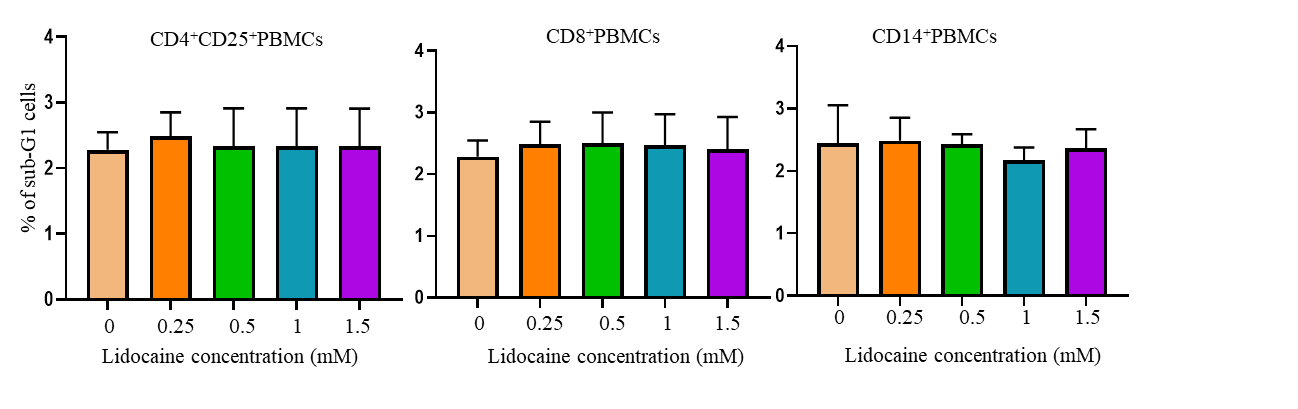 CD4⁺CD25⁺PBMCs
% of sub-G1 cells
4
3
2
1
0
0 0.25 0.5 1 1.5
Lidocaine concentration (mM)
CD8⁺PBMCs
4
3
2
1
0
0 0.25 0.5 1 1.5
Lidocaine concentration (mM)
CD14⁺PBMCs
4
3
2
1
0
0 0.25 0.5 1 1.5
Lidocaine concentration (mM)